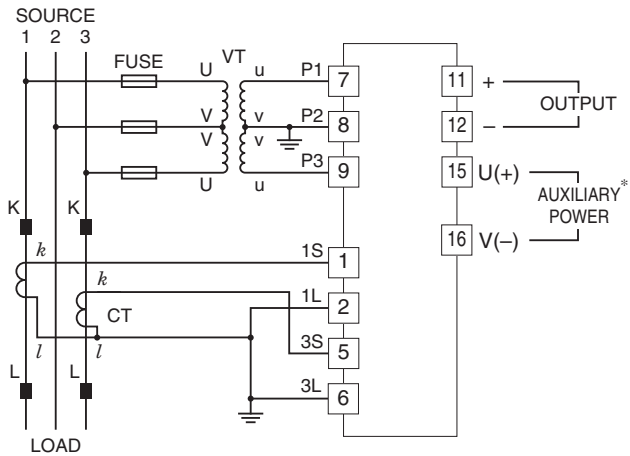 SOURCE
1 2 3
FUSE
VT
U u P1 7
V v P2 8
V v
U u P3 9
11 +
12 −
OUTPUT
15 U(+)
16 V(−)
AUXILIARY*
POWER
K K
k 1S 1
k 1L 2
CT
l l 3S 5
L L 3L 6
LOAD